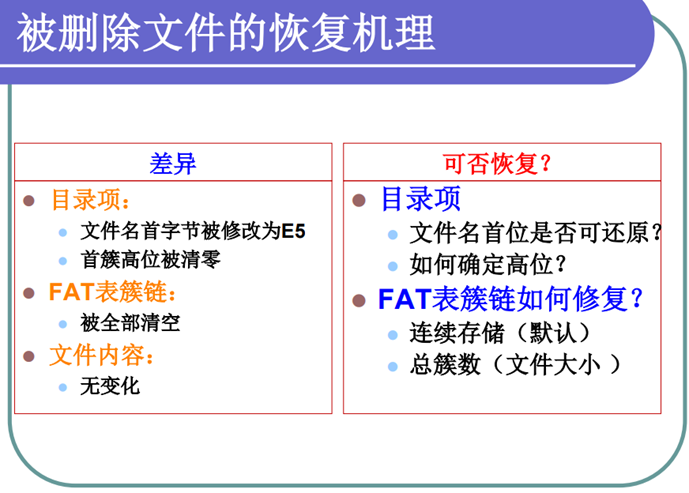 被删除文件的恢复机理
差异
目录项：
文件名首字节被修改为E5
首簇高位被清零
FAT表簇链：
被全部清空
文件内容：
无变化
可否恢复？
目录项
文件名首位是否可还原？
如何确定高位？
FAT表簇链如何修复？
连续存储（默认）
总簇数（文件大小 ）